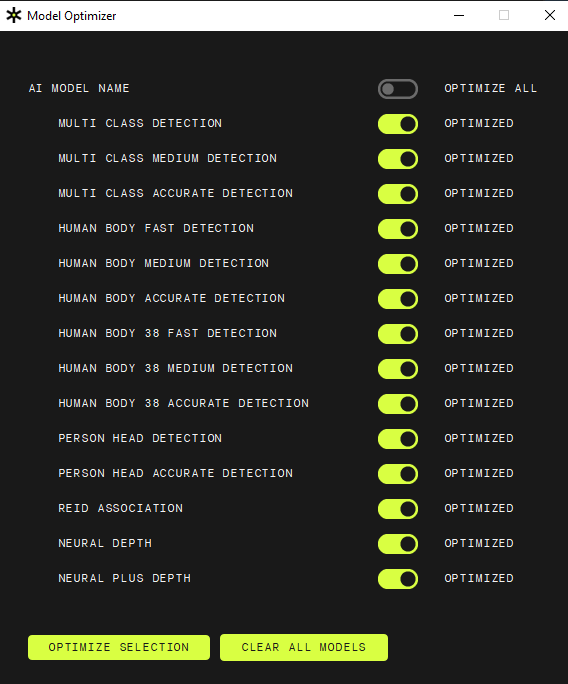 Model Optimizer
AI MODEL NAME OPTIMIZE ALL
MULTI CLASS DETECTION OPTIMIZED
MULTI CLASS MEDIUM DETECTION OPTIMIZED
MULTI CLASS ACCURATE DETECTION OPTIMIZED
HUMAN BODY FAST DETECTION OPTIMIZED
HUMAN BODY MEDIUM DETECTION OPTIMIZED
HUMAN BODY ACCURATE DETECTION OPTIMIZED
HUMAN BODY 38 FAST DETECTION OPTIMIZED
HUMAN BODY 38 MEDIUM DETECTION OPTIMIZED
HUMAN BODY 38 ACCURATE DETECTION OPTIMIZED
PERSON HEAD DETECTION OPTIMIZED
PERSON HEAD ACCURATE DETECTION OPTIMIZED
REID ASSOCIATION OPTIMIZED
NEURAL DEPTH OPTIMIZED
NEURAL PLUS DEPTH OPTIMIZED
OPTIMIZE SELECTION CLEAR ALL MODELS